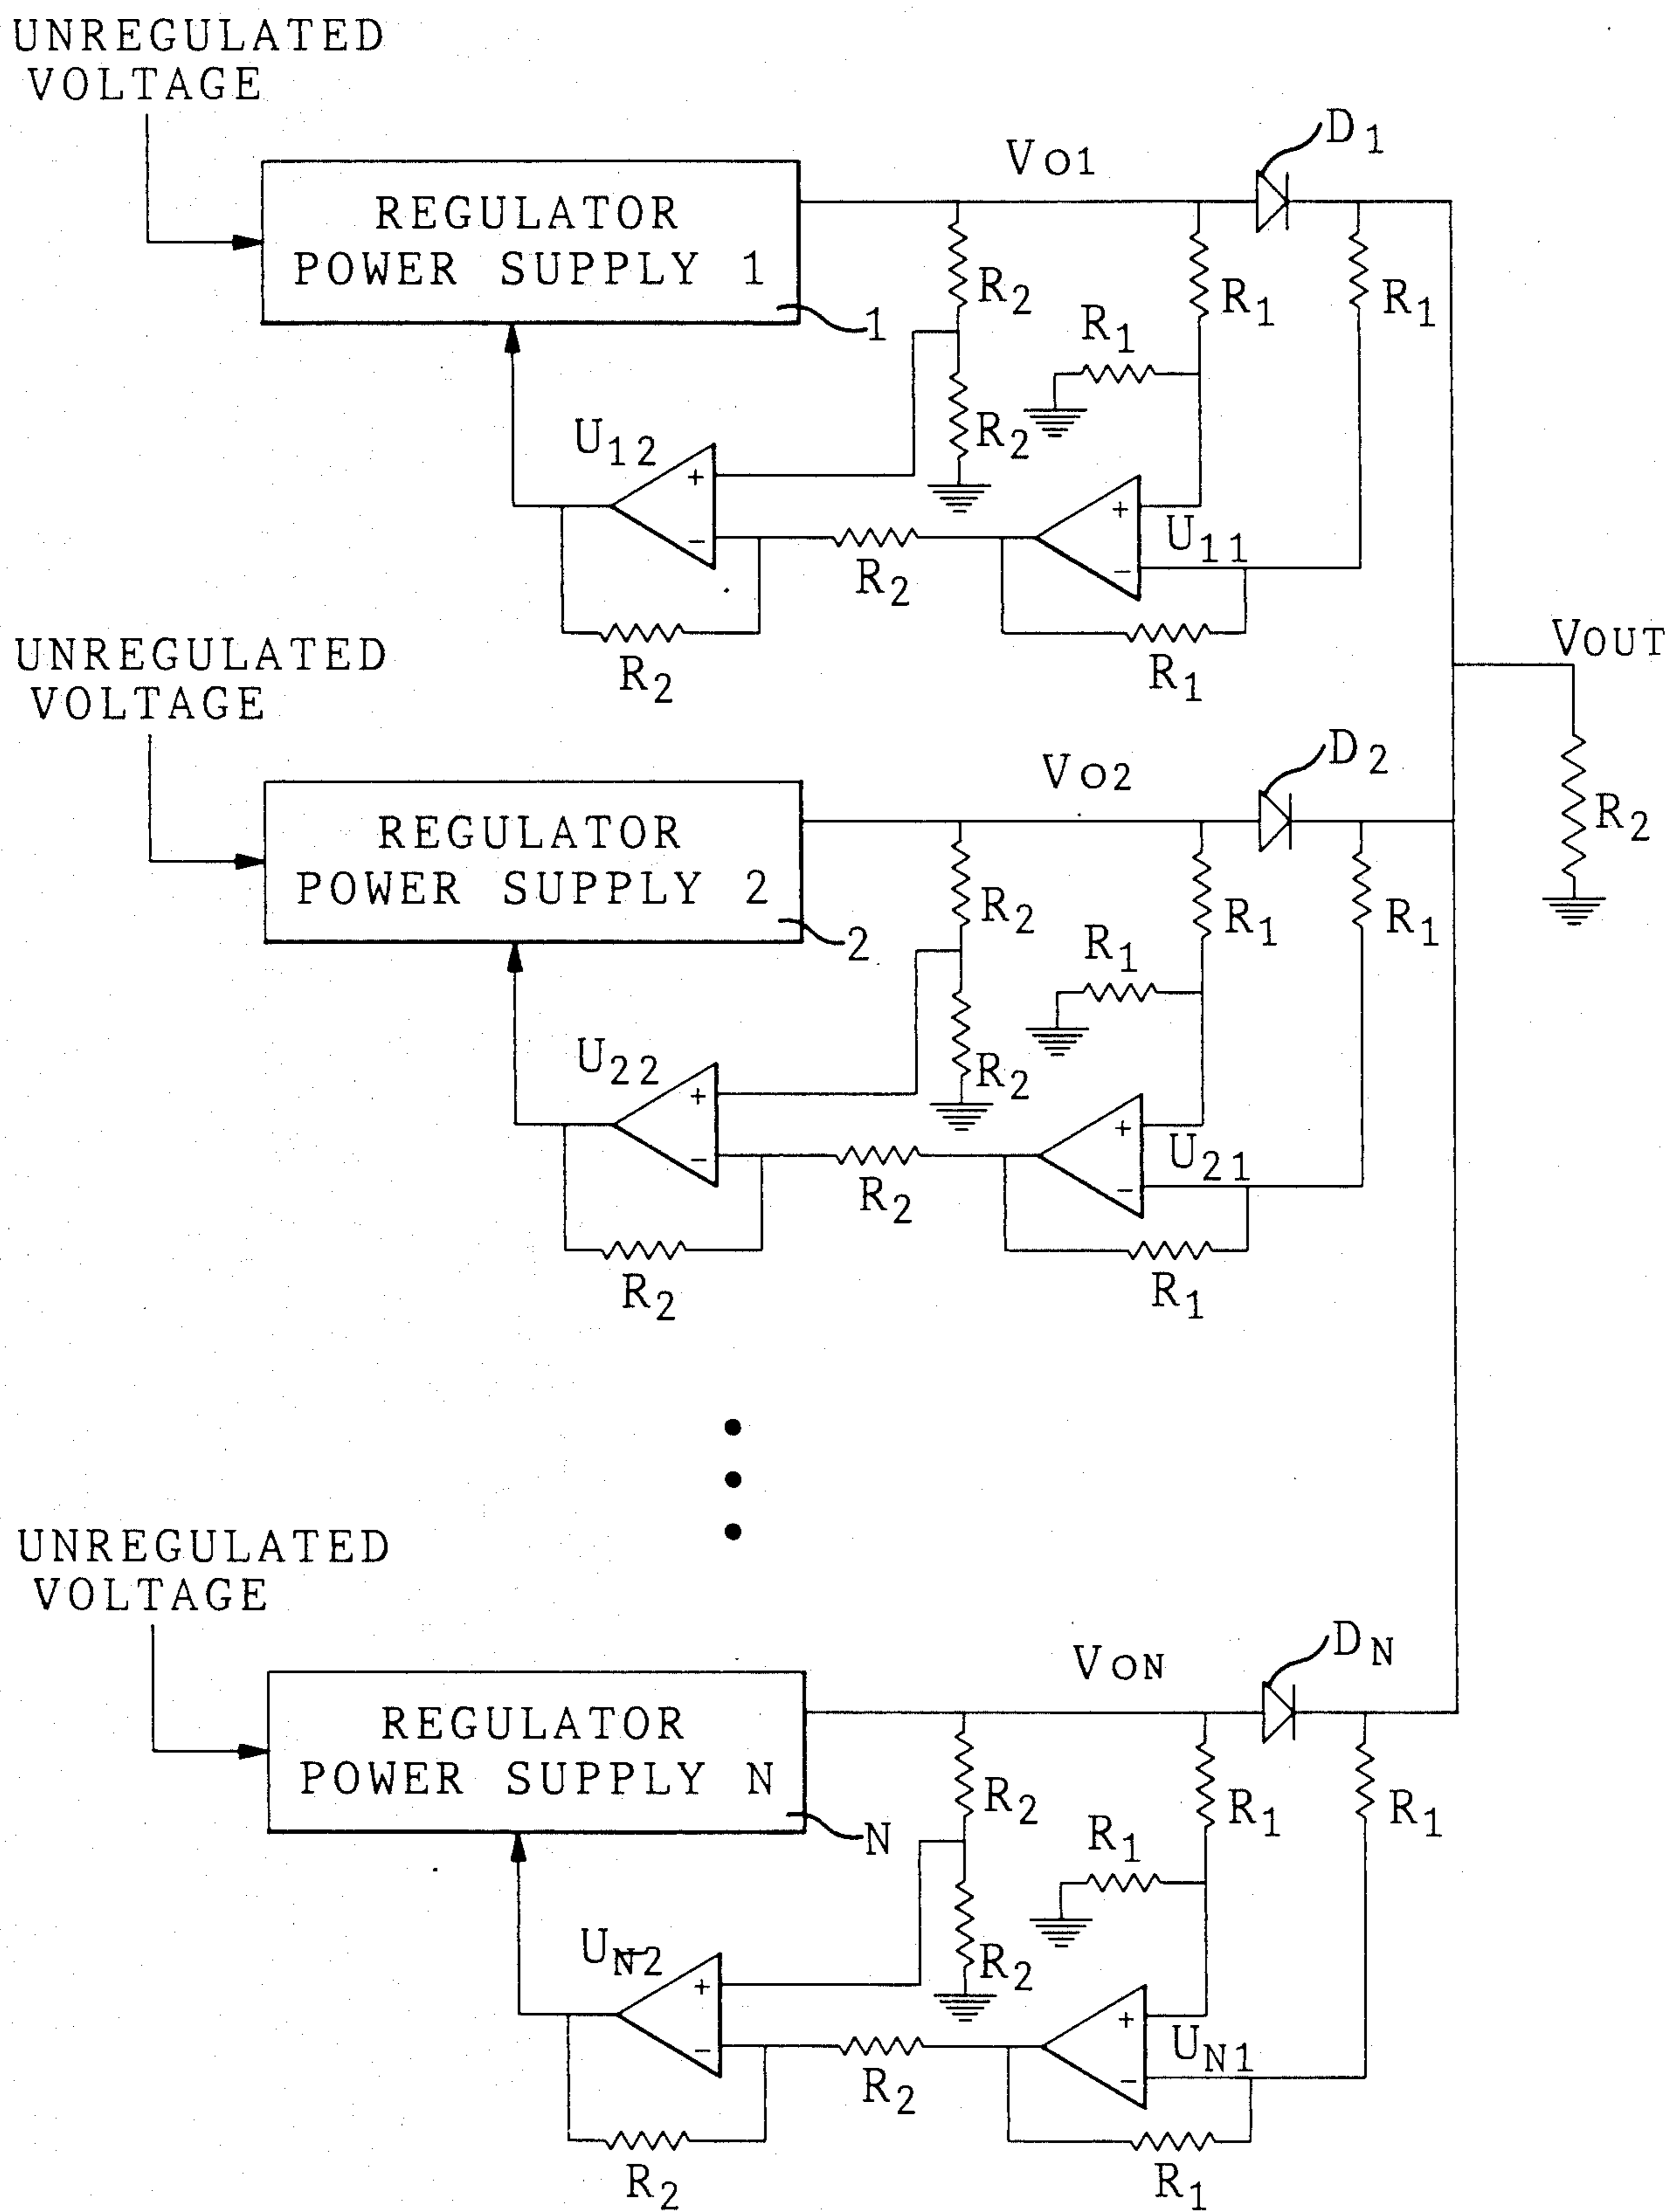 UNREGULATED
VOLTAGE
D1
VO1
REGULATOR
POWER SUPPLY 1
1
R2
R1
R1
R1
R2
U12
+
-
+
-
U11
R2
R2
R1
VOUT
R2
UNREGULATED
VOLTAGE
D2
VO2
REGULATOR
POWER SUPPLY 2
2
R2
R1
R1
R1
R2
U22
+
-
+
-
U21
R2
R2
R1
UNREGULATED
VOLTAGE
DN
VON
REGULATOR
POWER SUPPLY N
N
R2
R1
R1
R1
R2
UN2
+
-
+
-
UN1
R2
R2
R1